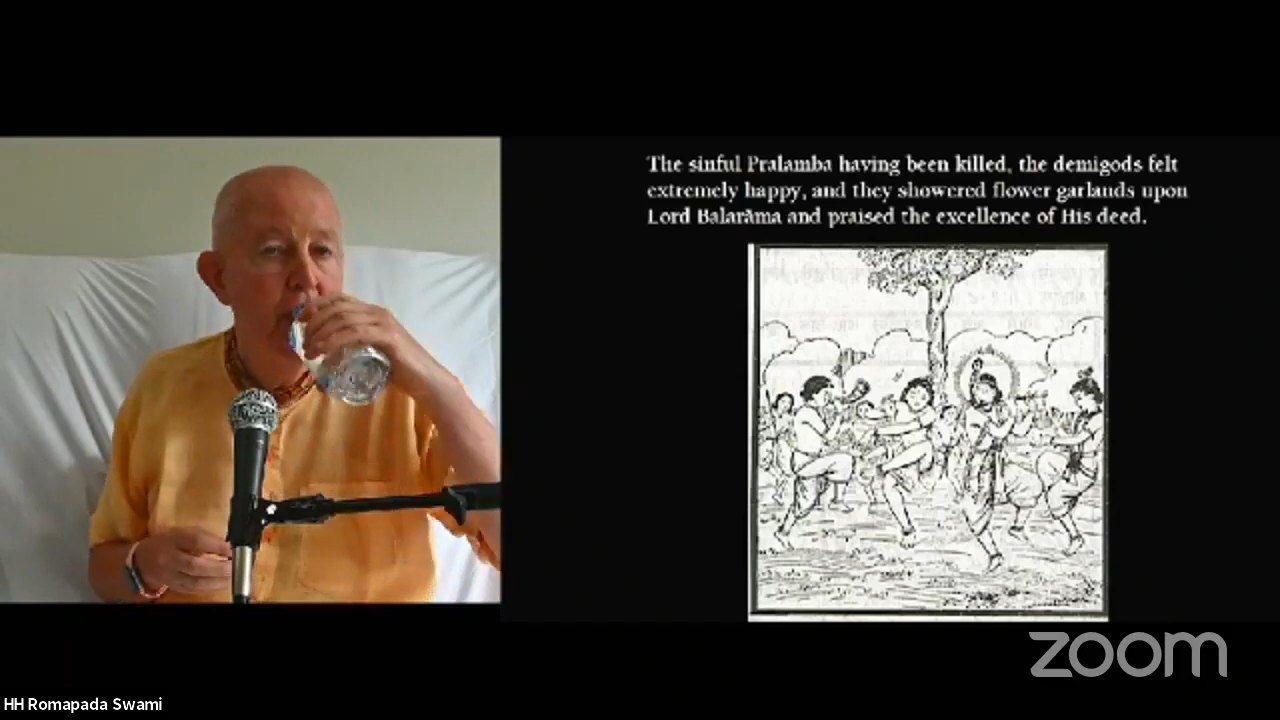 The sinful Pralamba having been killed, the demigods felt
extremely happy, and they showered flower garlands upon
Lord Balarāma and praised the excellence of His deed.
zoom
HH Romapada Swami